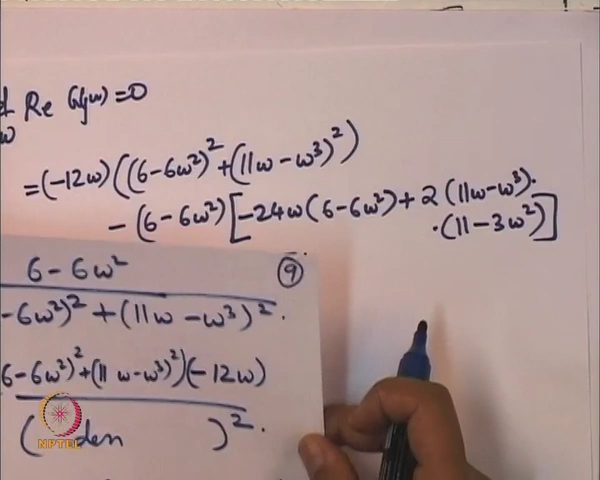 Re G(jω) = 0
ω
= (-12ω) ((6-6ω²)² + (11ω - ω³)²)
- (6-6ω²) [-24ω(6-6ω²) + 2(11ω-ω³)·
·(11-3ω²)]
6-6ω² ⑨
-6ω²)² + (11ω - ω³)².
6-6ω²)² + (11ω-ω³)²)(-12ω)
( den )².
NPTEL